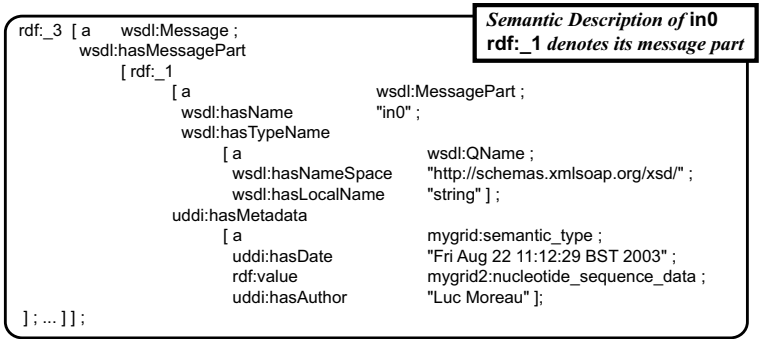 Semantic Description of in0
rdf:_1 denotes its message part
rdf:_3 [ a wsdl:Message ;
wsdl:hasMessagePart
[ rdf:_1
[ a wsdl:MessagePart ;
wsdl:hasName "in0" ;
wsdl:hasTypeName
[ a wsdl:QName ;
wsdl:hasNameSpace "http://schemas.xmlsoap.org/xsd/" ;
wsdl:hasLocalName "string" ] ;
uddi:hasMetadata
[ a mygrid:semantic_type ;
uddi:hasDate "Fri Aug 22 11:12:29 BST 2003" ;
rdf:value mygrid2:nucleotide_sequence_data ;
uddi:hasAuthor "Luc Moreau" ];
] ; ... ] ] ;